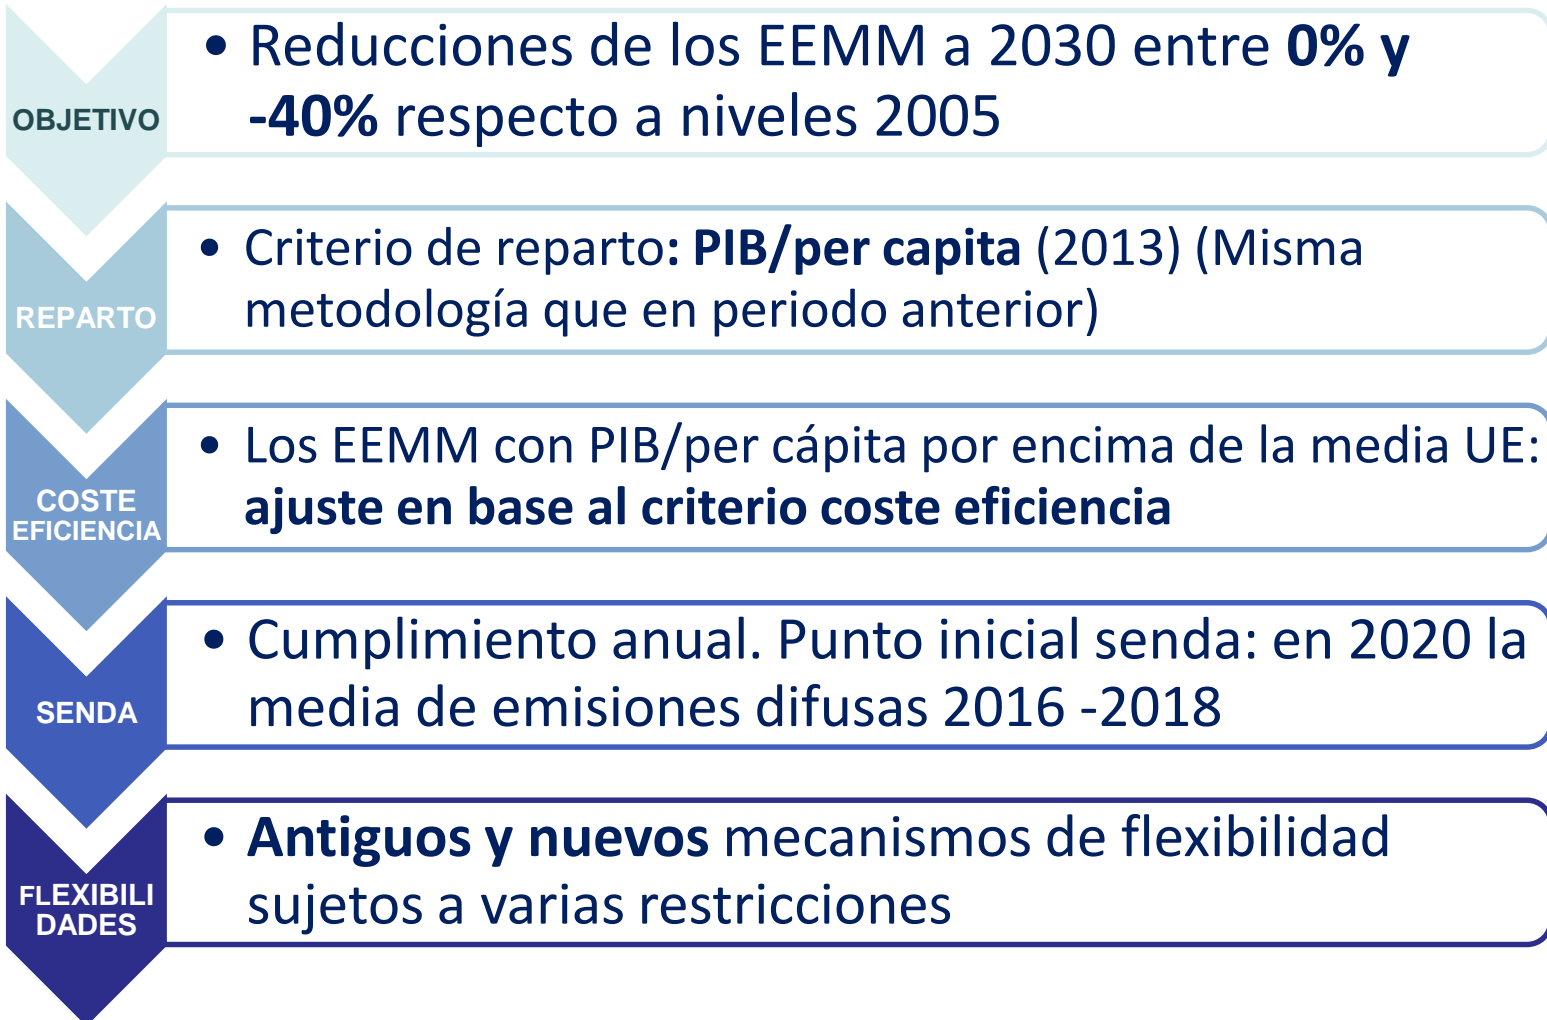 OBJETIVO
• Reducciones de los EEMM a 2030 entre 0% y
-40% respecto a niveles 2005
REPARTO
• Criterio de reparto: PIB/per capita (2013) (Misma
metodología que en periodo anterior)
COSTE
EFICIENCIA
• Los EEMM con PIB/per cápita por encima de la media UE:
ajuste en base al criterio coste eficiencia
SENDA
• Cumplimiento anual. Punto inicial senda: en 2020 la
media de emisiones difusas 2016 -2018
FLEXIBILI
DADES
• Antiguos y nuevos mecanismos de flexibilidad
sujetos a varias restricciones